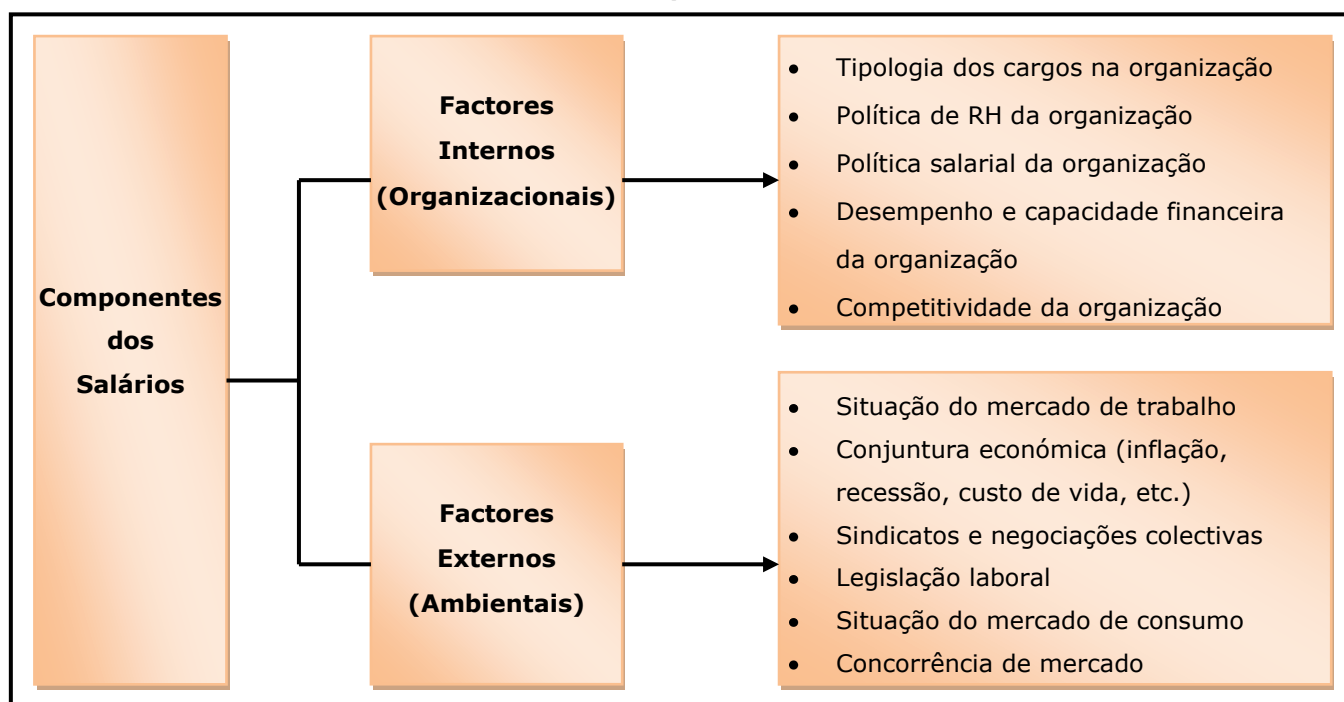 Componentes
dos
Salários
Factores
Internos
(Organizacionais)
• Tipologia dos cargos na organização
• Política de RH da organização
• Política salarial da organização
• Desempenho e capacidade financeira
da organização
• Competitividade da organização
Factores
Externos
(Ambientais)
• Situação do mercado de trabalho
• Conjuntura económica (inflação,
recessão, custo de vida, etc.)
• Sindicatos e negociações colectivas
• Legislação laboral
• Situação do mercado de consumo
• Concorrência de mercado